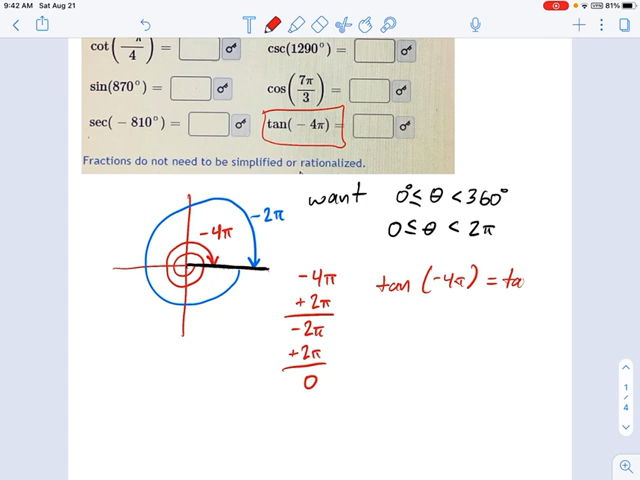 9:42 AM Sat Aug 21
81%
cot( 4 ) =
csc(1290°) =
sin(870°) =
cos(7π/3) =
sec(− 810°) =
tan( − 4π) =
Fractions do not need to be simplified or rationalized.
want 0° ≤ θ < 360°
0 ≤ θ < 2π
−2π
−4π
−4π
+ 2π
−2π
+2π
0
tan (−4π) = ta
1
/
4